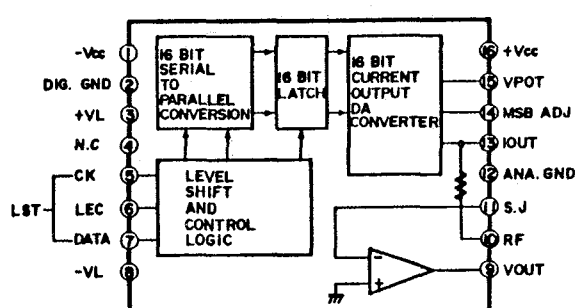 -Vcc 1
DIG. GND 2
+VL 3
N.C 4
CK 5
LST
LEC 6
DATA 7
-VL 8
16 BIT
SERIAL
TO
PARALLEL
CONVERSION
16 BIT
LATCH
16 BIT
CURRENT
OUTPUT
DA
CONVERTER
LEVEL
SHIFT
AND
CONTROL
LOGIC
-
+
16 +Vcc
15 VPOT
14 MSB ADJ
13 IOUT
12 ANA. GND
11 S.J
10 RF
9 VOUT